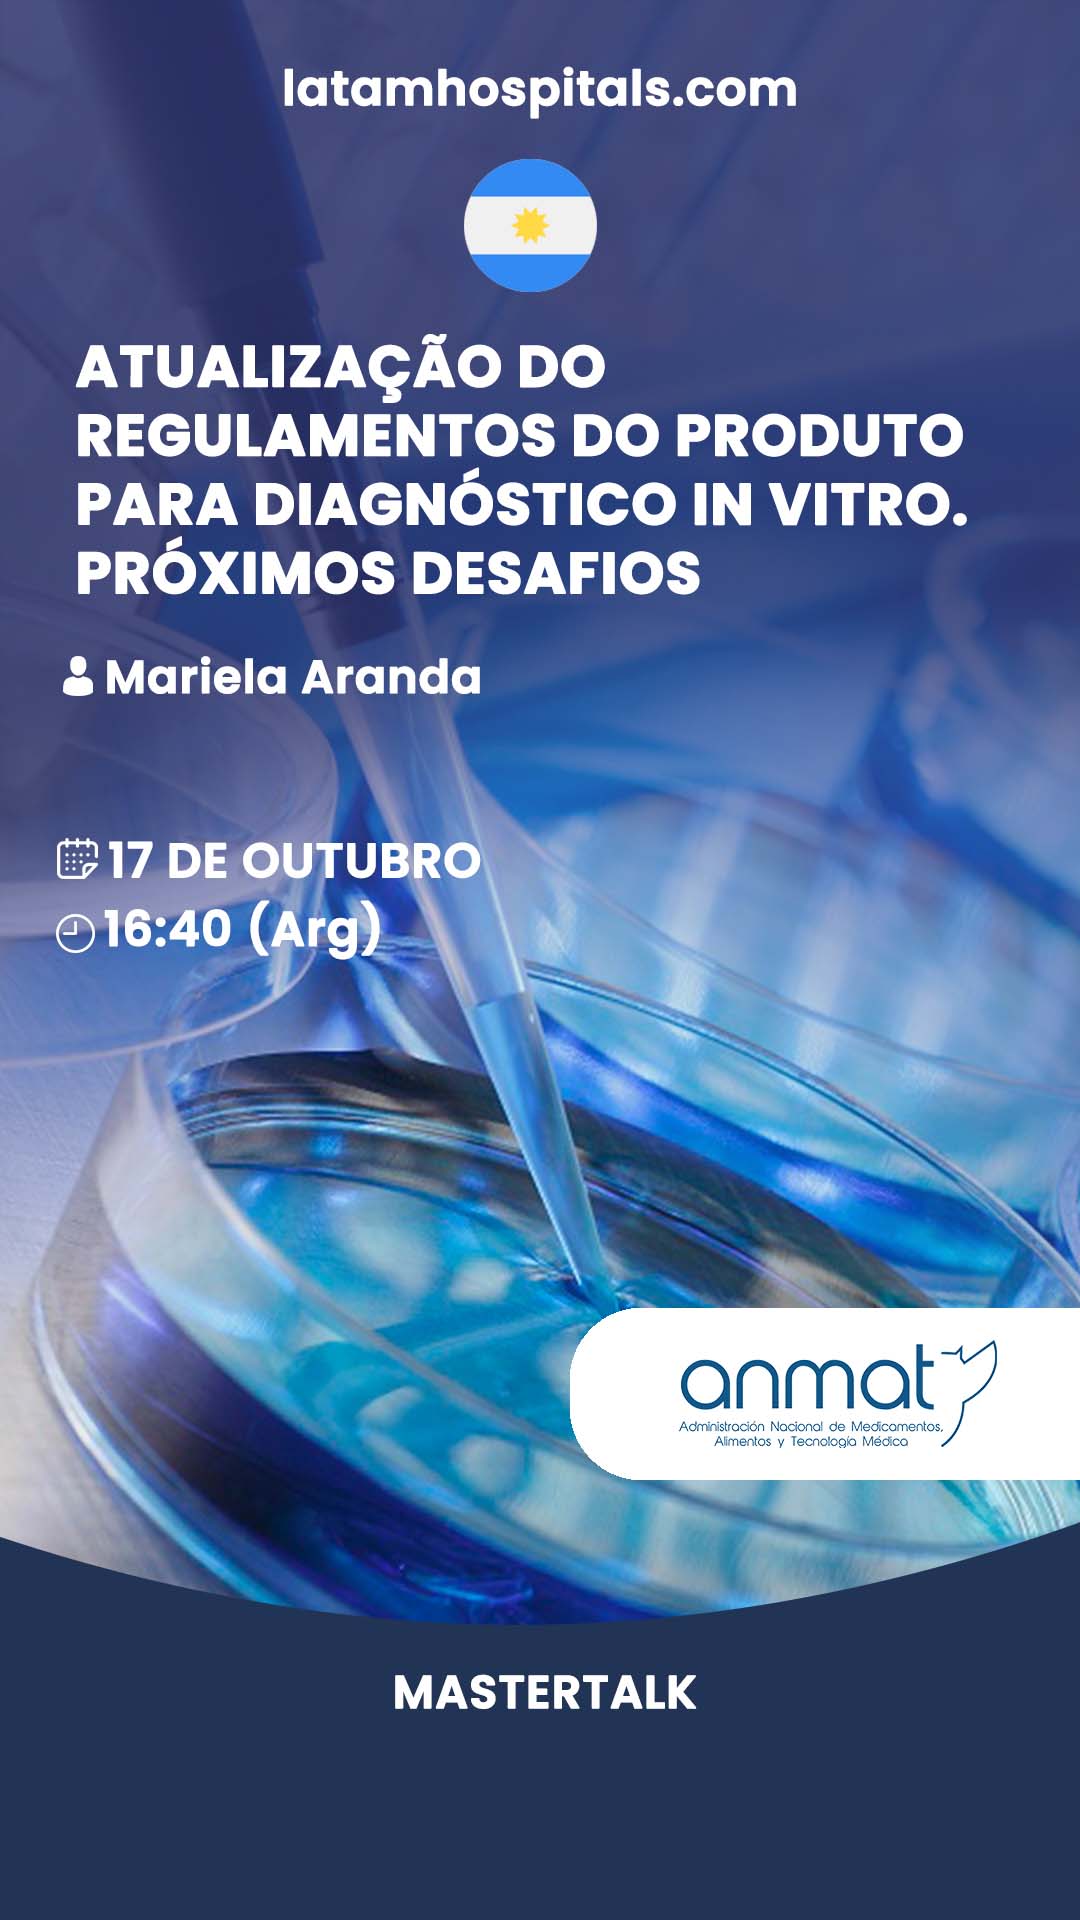 latamhospitals.com
ATUALIZAÇÃO DO
REGULAMENTOS DO PRODUTO
PARA DIAGNÓSTICO IN VITRO.
PRÓXIMOS DESAFIOS
Mariela Aranda
17 DE OUTUBRO
16:40 (Arg)
anmat
Administración Nacional de Medicamentos,
Alimentos y Tecnología Médica
MASTERTALK